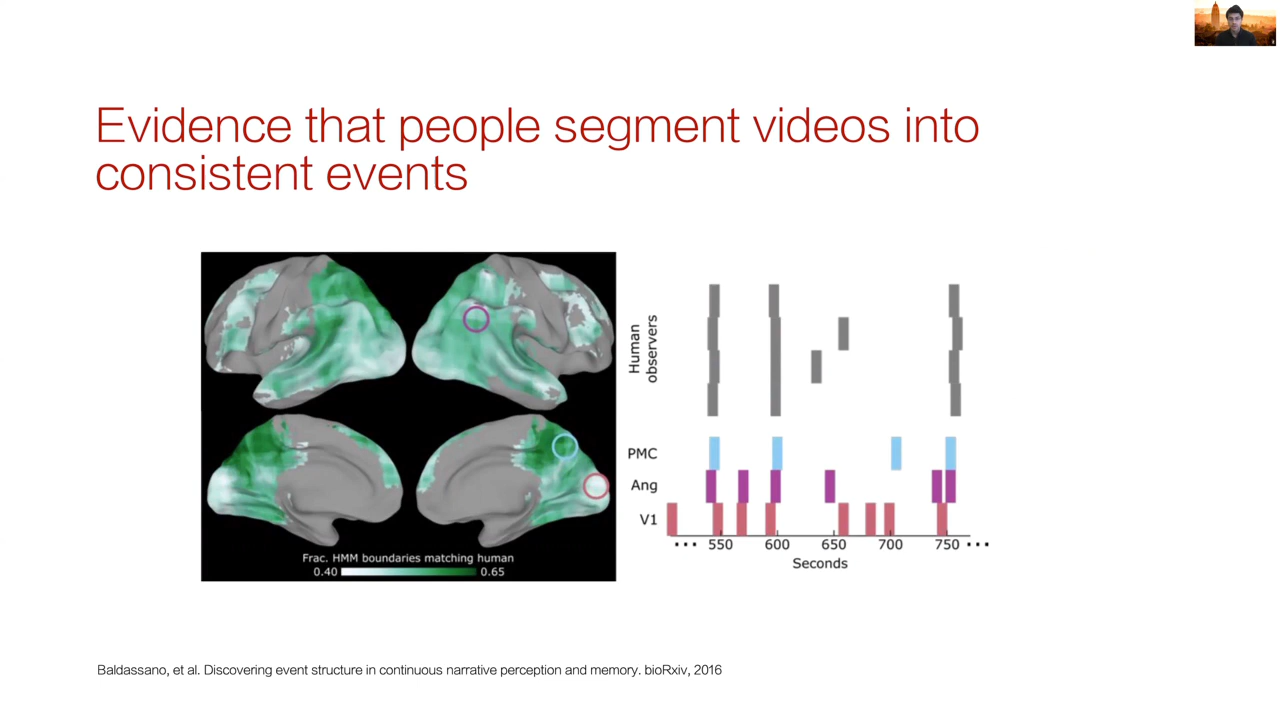 Evidence that people segment videos into
consistent events
Human
observers
PMC
Ang
V1
... 550 600 650 700 750 ...
Seconds
Frac. HMM boundaries matching human
0.40 0.65
Baldassano, et al. Discovering event structure in continuous narrative perception and memory. bioRxiv, 2016